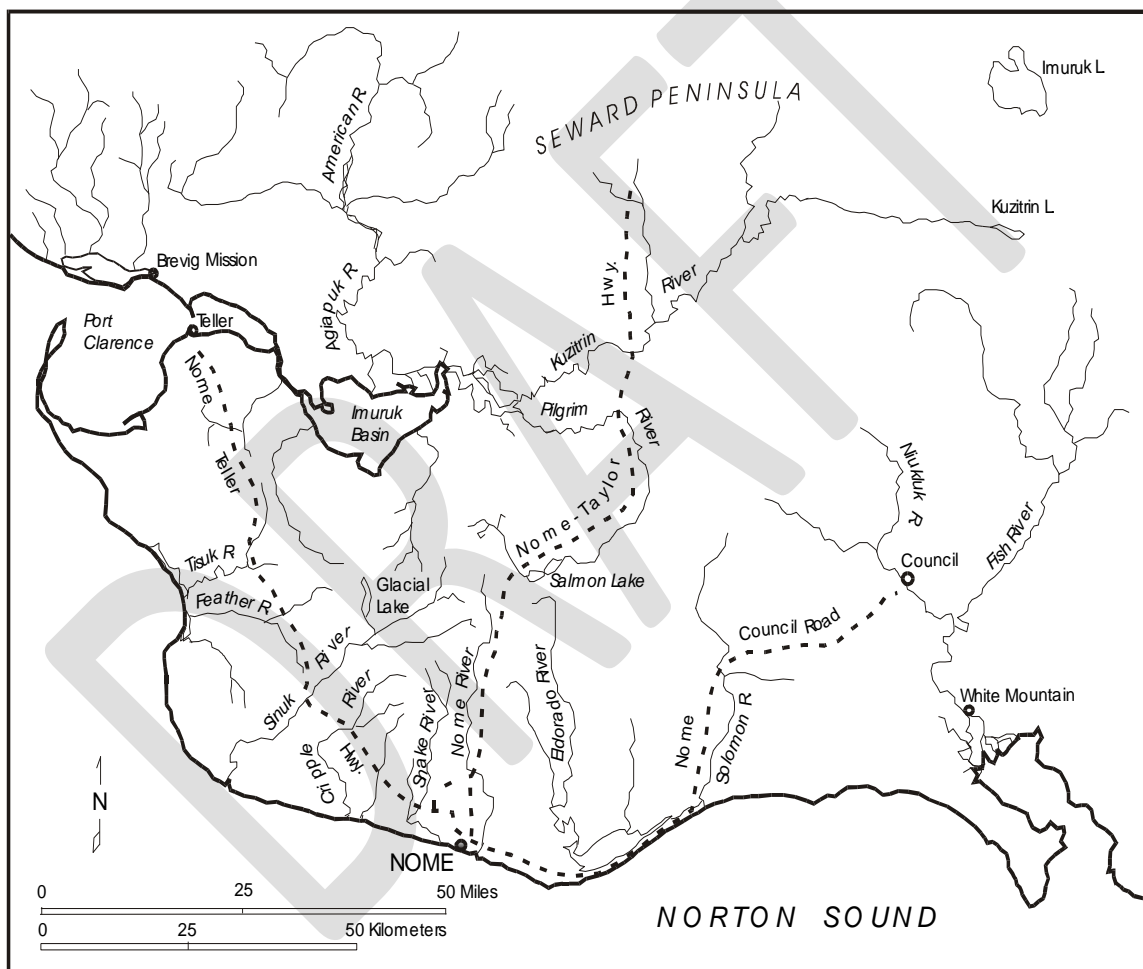 Imuruk L
SEWARD PENINSULA
American R
Kuzitrin L
Brevig Mission
Hwy.
River
Agiapuk R
Port
Clarence
Teller
Kuzitrin
Nome
Pilgrim
River
Imuruk
Basin
Teller
Nome-Taylor
Niukluk R
Fish River
Tisuk R
Salmon Lake
Council
Feather R
Glacial
Lake
Council Road
Sinuk River
River
Snake River
Nome River
Eldorado River
White Mountain
Nome
Solomon R
Cripple
Hwy.
N
NOME
0 25 50 Miles
0 25 50 Kilometers
NORTON SOUND
DRAFT